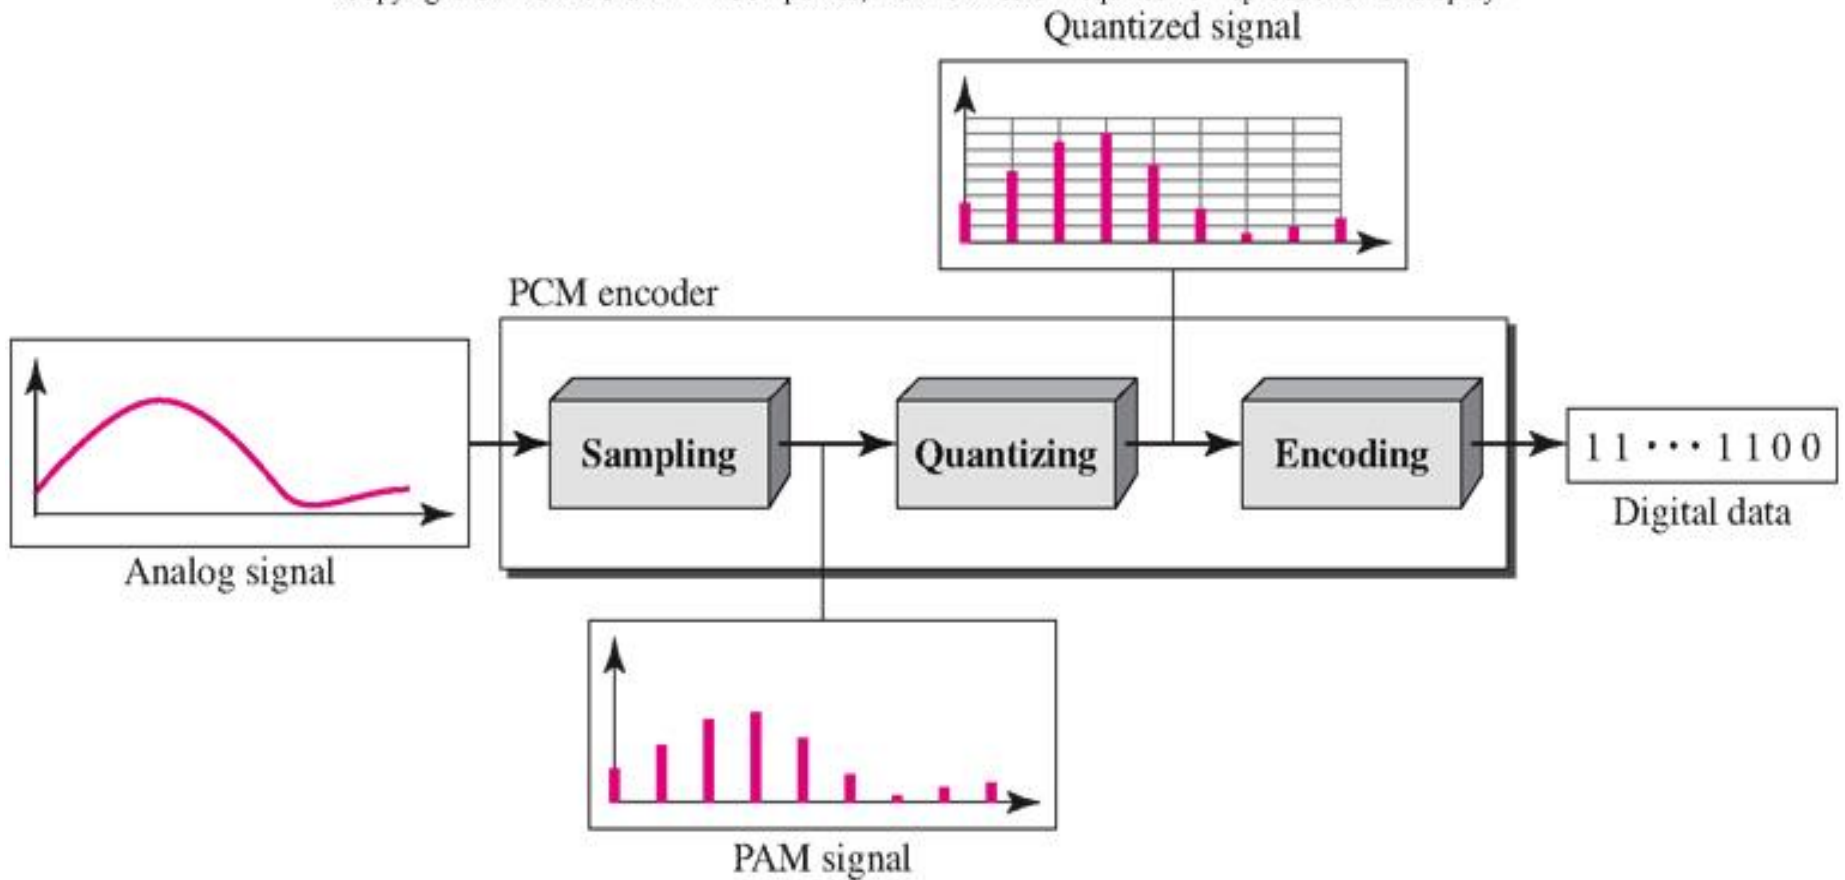 Quantized signal
PCM encoder
Sampling
Quantizing
Encoding
11 ··· 1100
Digital data
Analog signal
PAM signal